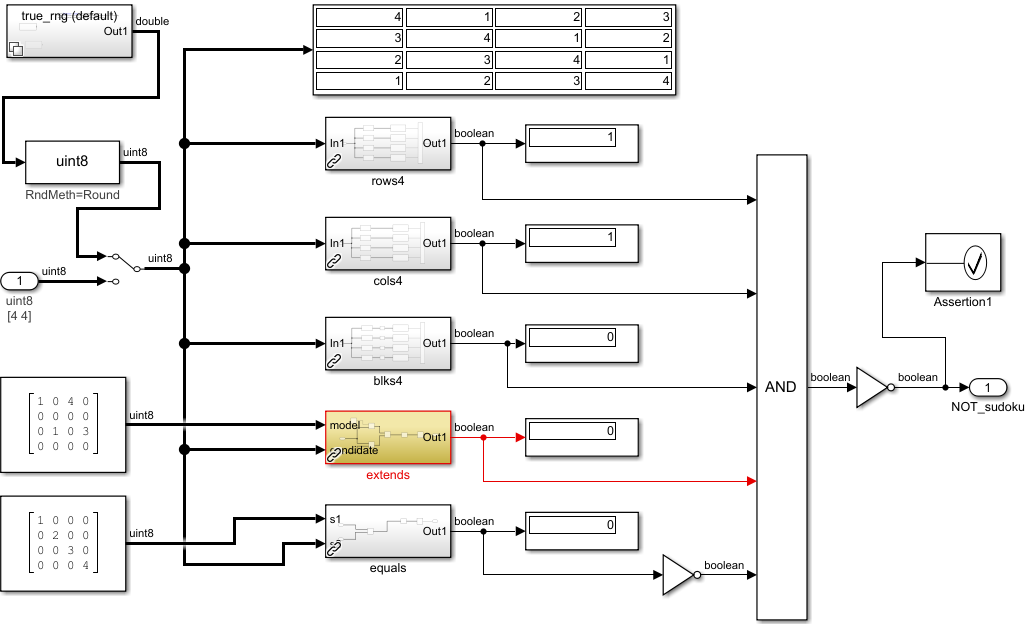 true_rng (default)
Out1
double
4 1 2 3
3 4 1 2
2 3 4 1
1 2 3 4
uint8
uint8
RndMeth=Round
In1
Out1
boolean
1
rows4
uint8
1
uint8
uint8
[4 4]
In1
Out1
boolean
1
cols4
In1
Out1
boolean
0
blks4
1 0 4 0
0 0 0 0
0 1 0 3
0 0 0 0
uint8
model
candidate
Out1
boolean
0
extends
1 0 0 0
0 2 0 0
0 0 3 0
0 0 0 4
uint8
s1
Out1
boolean
0
equals
boolean
AND
boolean
boolean
Assertion1
1
NOT_sudoku